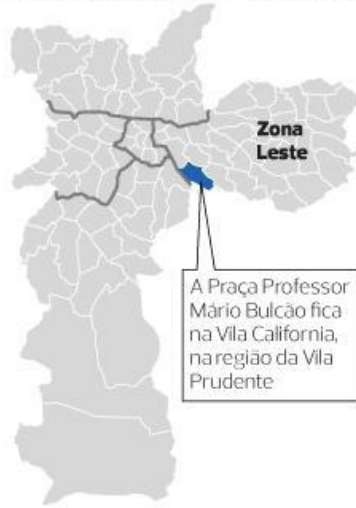 Zona
Leste
A Praça Professor
Mário Bulcão fica
na Vila California,
na região da Vila
Prudente